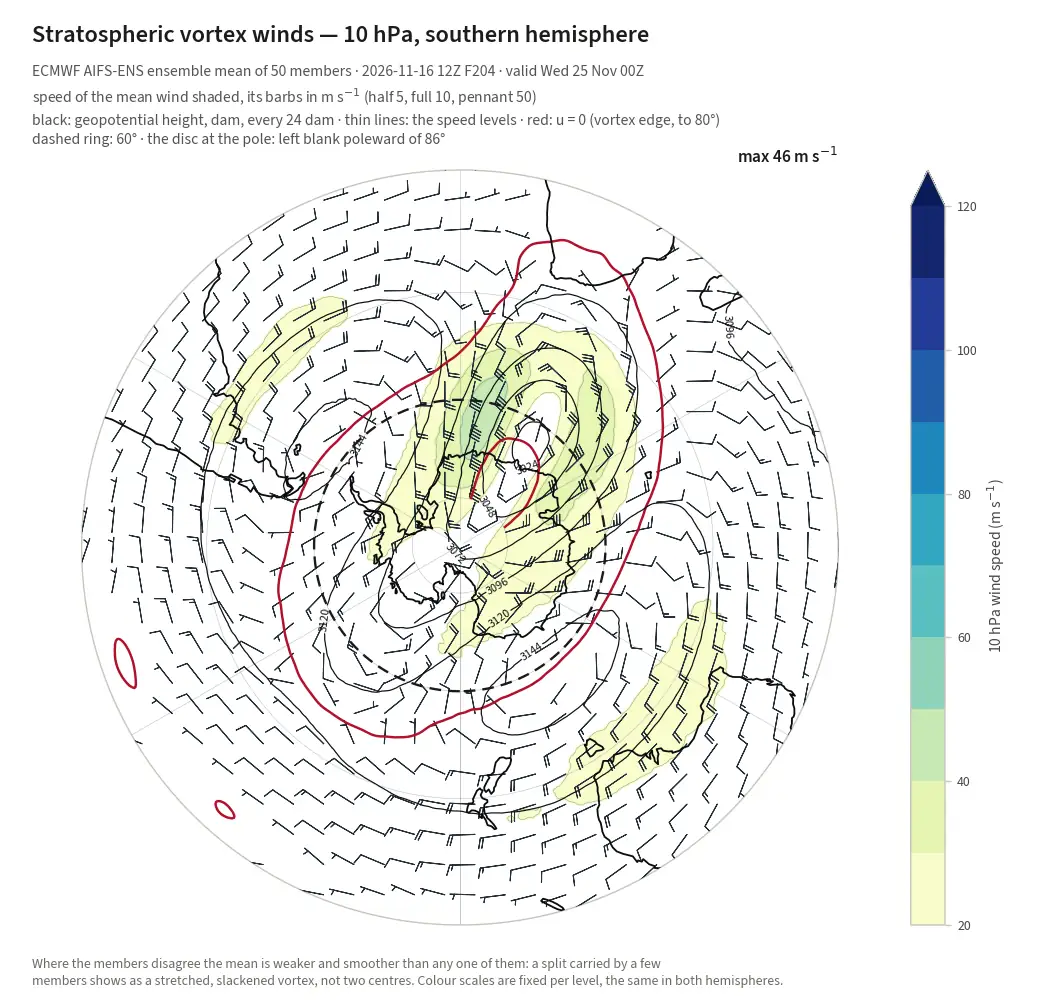 Stratospheric vortex winds — 10 hPa, southern hemisphere
ECMWF AIFS-ENS ensemble mean of 50 members · 2026-11-16 12Z F204 · valid Wed 25 Nov 00Z
speed of the mean wind shaded, its barbs in m s⁻¹ (half 5, full 10, pennant 50)
black: geopotential height, dam, every 24 dam · thin lines: the speed levels · red: u = 0 (vortex edge, to 80°)
dashed ring: 60° · the disc at the pole: left blank poleward of 86°
max 46 m s⁻¹
120
100
80
60
40
20
10 hPa wind speed (m s⁻¹)
3096
3144
3024
3048
3072
3096
3120
3120
3144
Where the members disagree the mean is weaker and smoother than any one of them: a split carried by a few
members shows as a stretched, slackened vortex, not two centres. Colour scales are fixed per level, the same in both hemispheres.